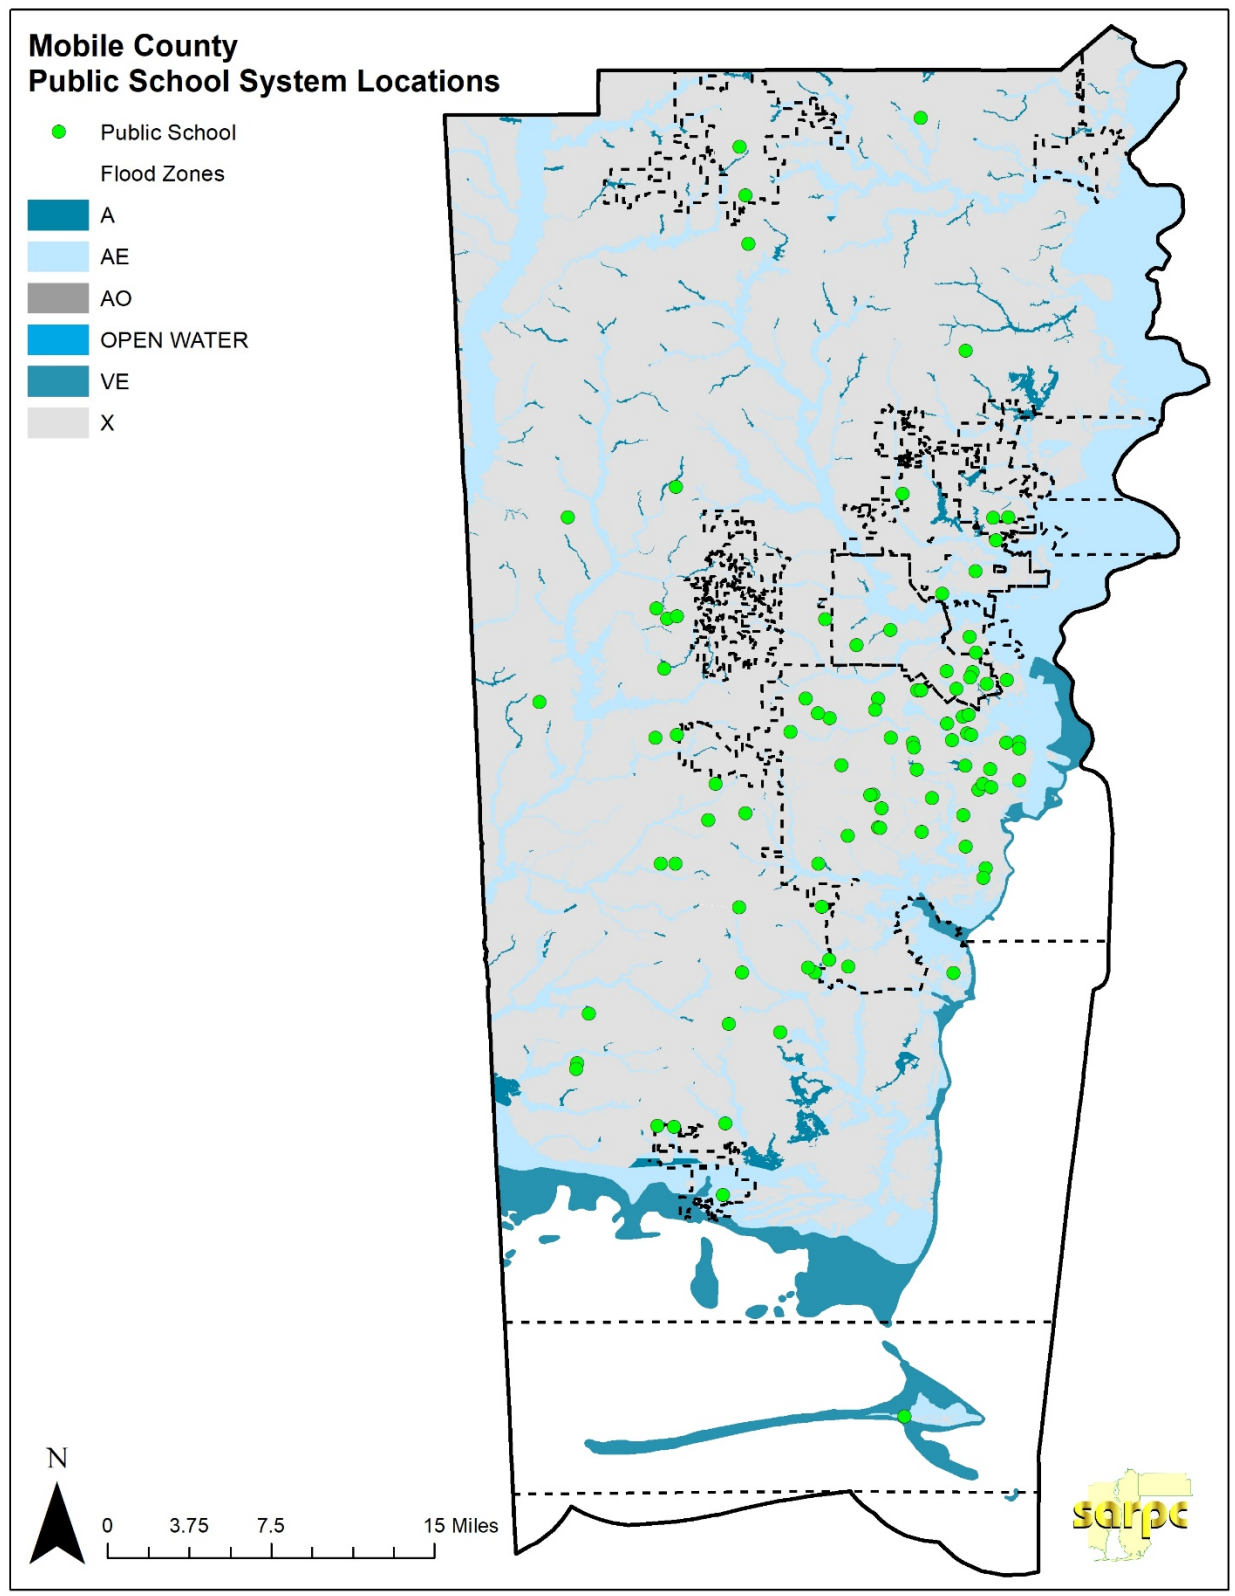 Mobile County
Public School System Locations
Public School
Flood Zones
A
AE
AO
OPEN WATER
VE
X
N
0 3.75 7.5 15 Miles
sarpc